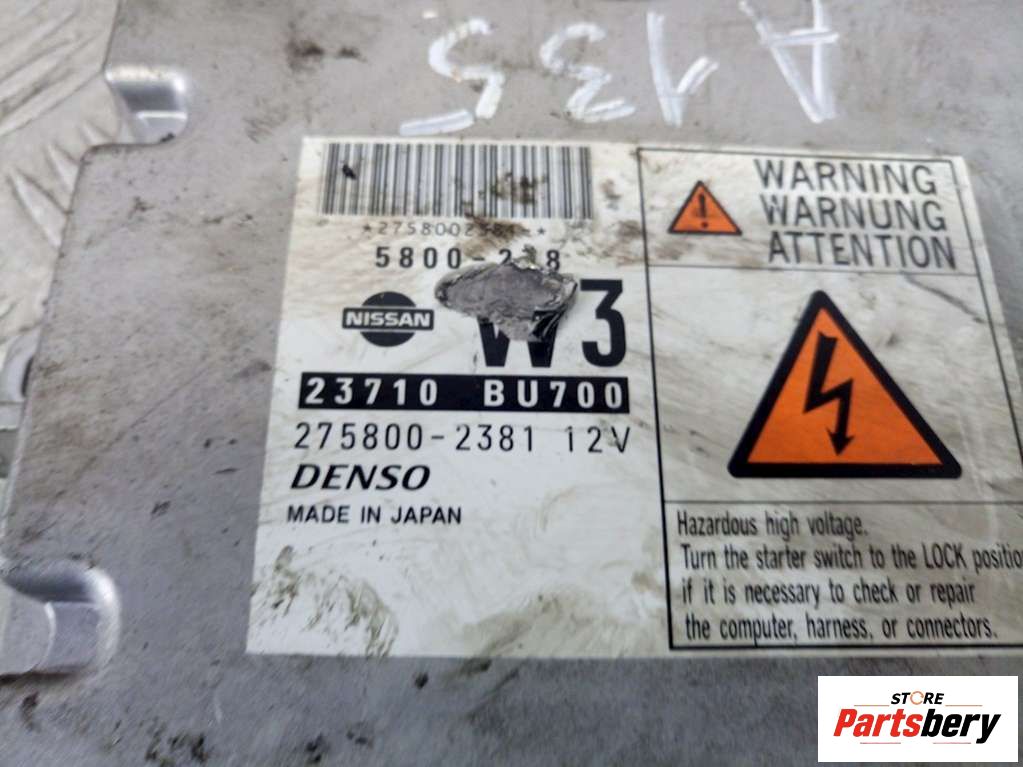 A135
*2758002381-*
5800-238
NISSAN
W3
23710 BU700
275800-2381 12V
DENSO
MADE IN JAPAN
WARNING
WARNUNG
ATTENTION
Hazardous high voltage.
Turn the starter switch to the LOCK
if it is necessary to check or repair
the computer, harness, or connectors.
STORE
Partsbery